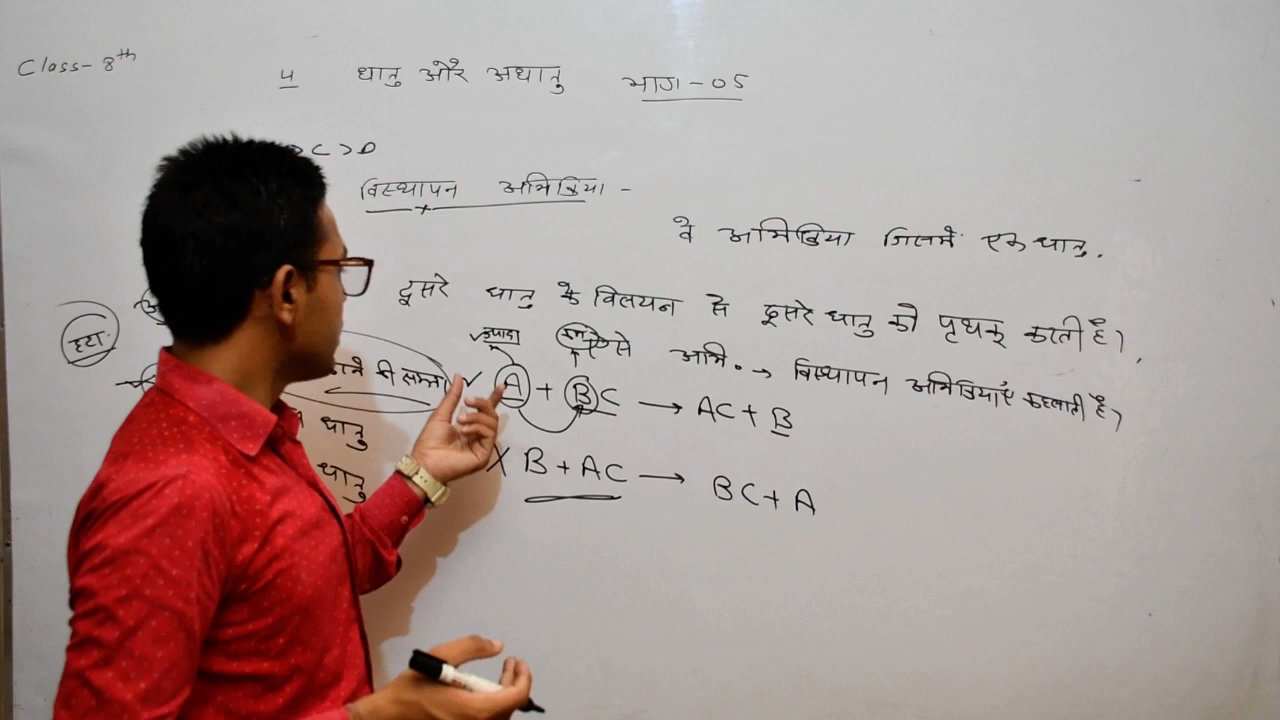 Class- 8th
4 धातु और अधातु भाग - 05
> C > D
विस्थापन अभिक्रिया -
वे अभिक्रिया जिसमें एक धातु.
दूसरे धातु के विलयन से दूसरे धातु को पृथक् करती है।
अभि. → विस्थापन अभिक्रियाएँ कहलाती है।
हटा.
✓ A + BC → AC + B
धातु
X B + AC → BC + A
धातु